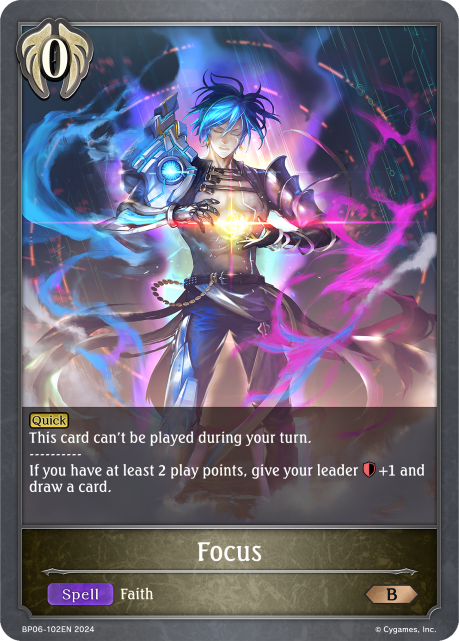 0
Quick
This card can't be played during your turn.
----------
If you have at least 2 play points, give your leader +1 and
draw a card.
Focus
Spell Faith B
BP06-102EN 2024 © Cygames, Inc.